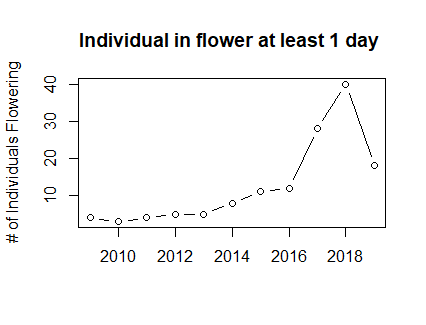 Individual in flower at least 1 day
# of Individuals Flowering
40
30
20
10
2010 2012 2014 2016 2018